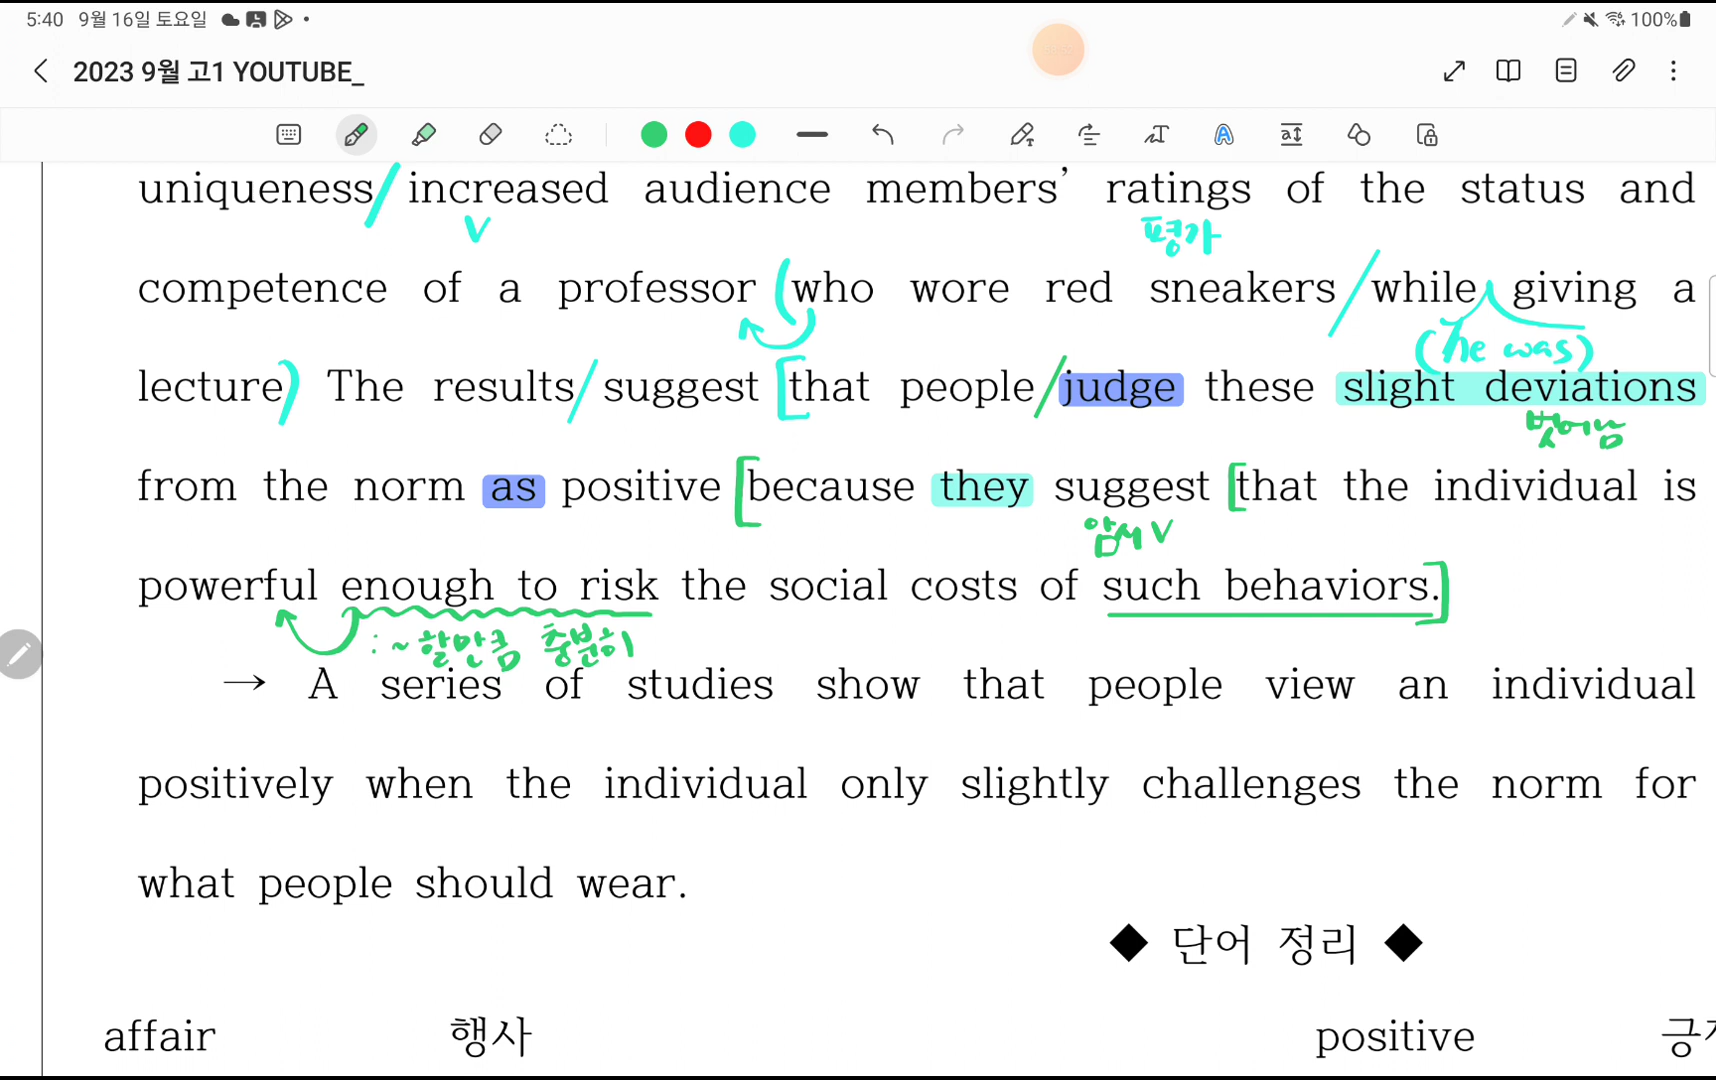 5:40 9월 16일 토요일 100%
2023 9월 고1 YOUTUBE_
uniqueness/increased audience members' ratings of the status and
V 평가
competence of a professor (who wore red sneakers/while giving a
(he was)
lecture) The results/suggest [that people/judge these slight deviations
벗어남
from the norm as positive [because they suggest [that the individual is
암시 V
powerful enough to risk the social costs of such behaviors.]
: ~할만큼 충분히
→ A series of studies show that people view an individual
positively when the individual only slightly challenges the norm for
what people should wear.
◆ 단어 정리 ◆
affair 행사 positive